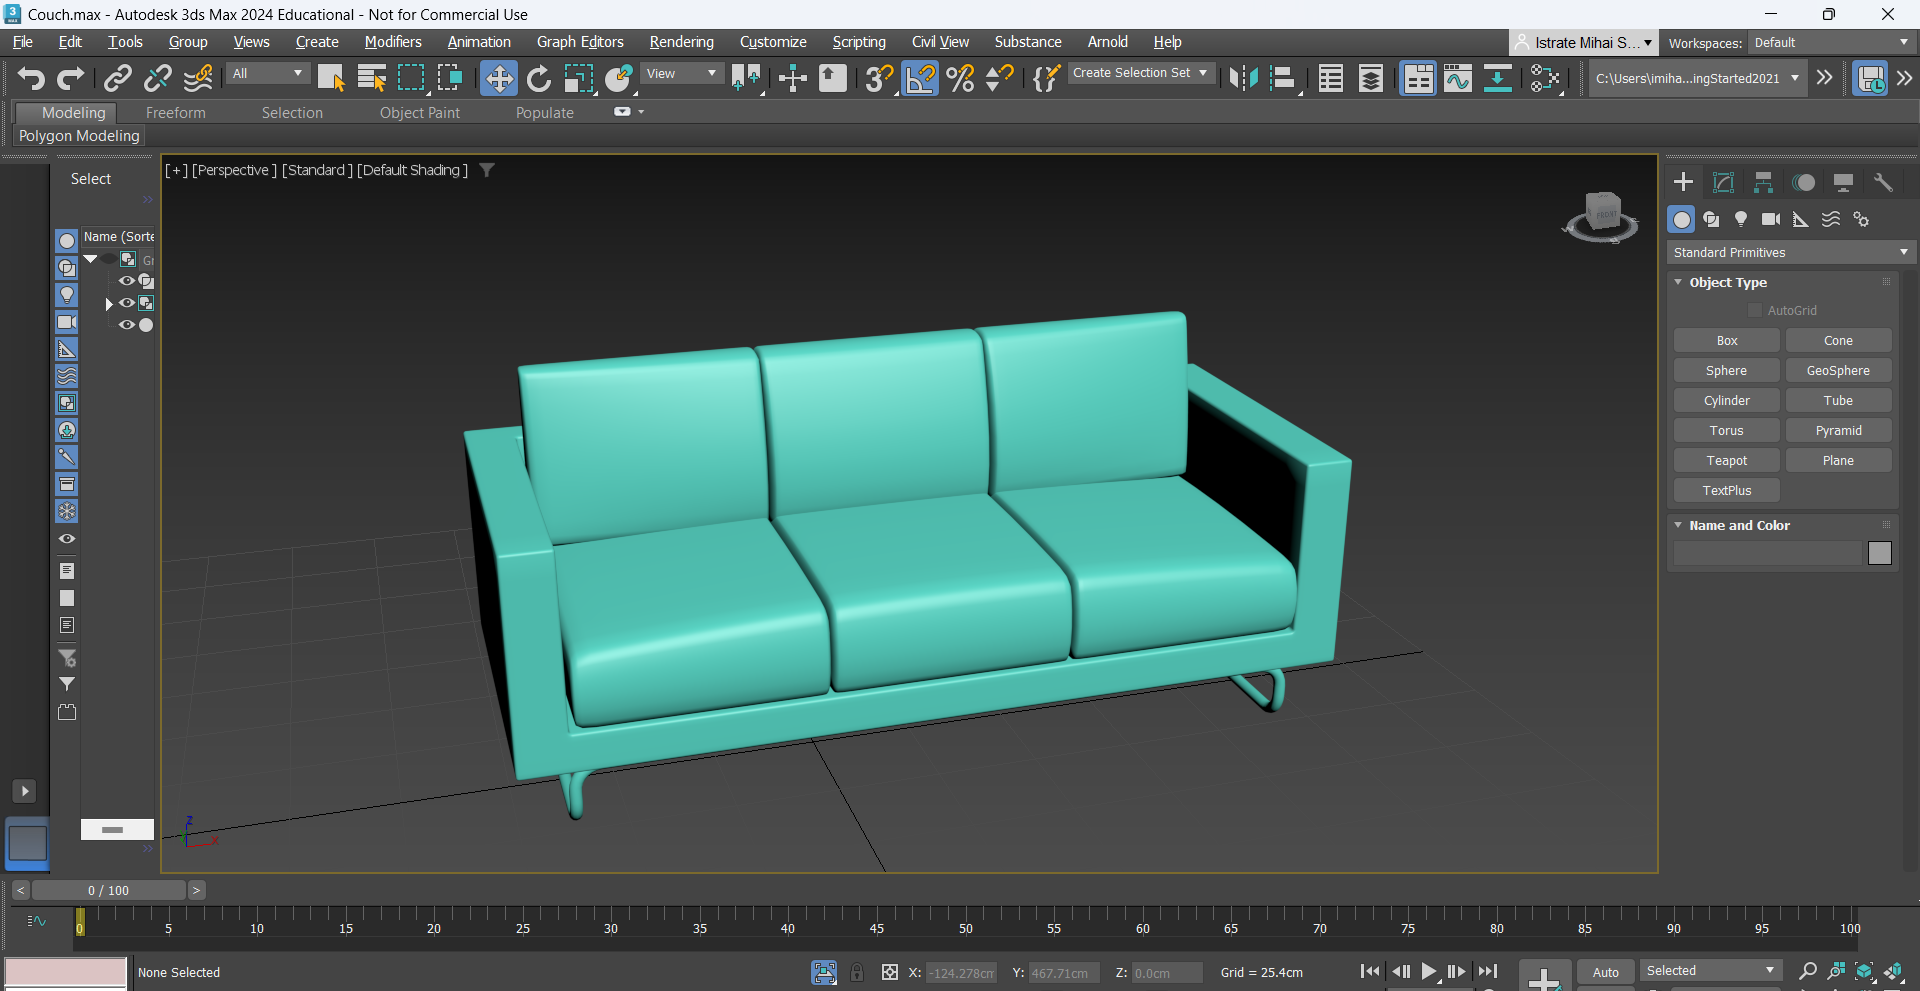 Couch.max - Autodesk 3ds Max 2024 Educational - Not for Commercial Use
File Edit Tools Group Views Create Modifiers Animation Graph Editors Rendering Customize Scripting Civil View Substance Arnold Help
Istrate Mihai S... Workspaces: Default
All View Create Selection Set C:\Users\imiha...ingStarted2021
Modeling Freeform Selection Object Paint Populate
Polygon Modeling
[+] [Perspective ] [Standard ] [Default Shading ]
Select
FRONT
Name (Sorte
Gr
Standard Primitives
Object Type
AutoGrid
Box Cone
Sphere GeoSphere
Cylinder Tube
Torus Pyramid
Teapot Plane
TextPlus
Name and Color
z
x
< 0 / 100 >
0 5 10 15 20 25 30 35 40 45 50 55 60 65 70 75 80 85 90 95 100
None Selected X: -124.278cm Y: 467.71cm Z: 0.0cm Grid = 25.4cm Auto Selected